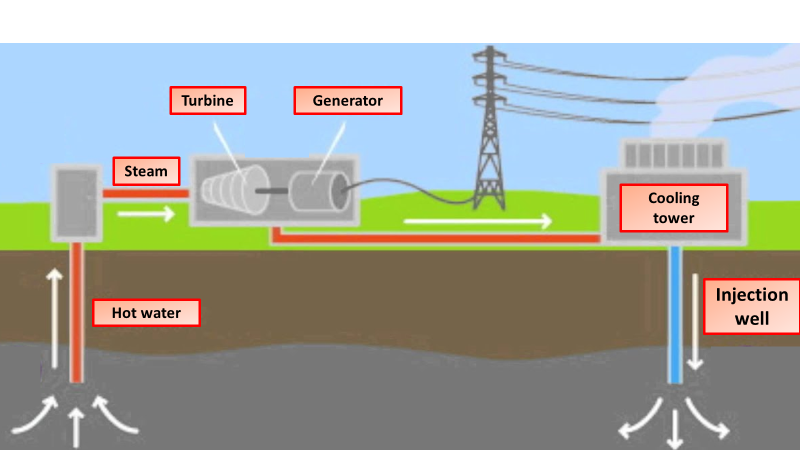 Turbine
Generator
Steam
Cooling
tower
Hot water
Injection
well